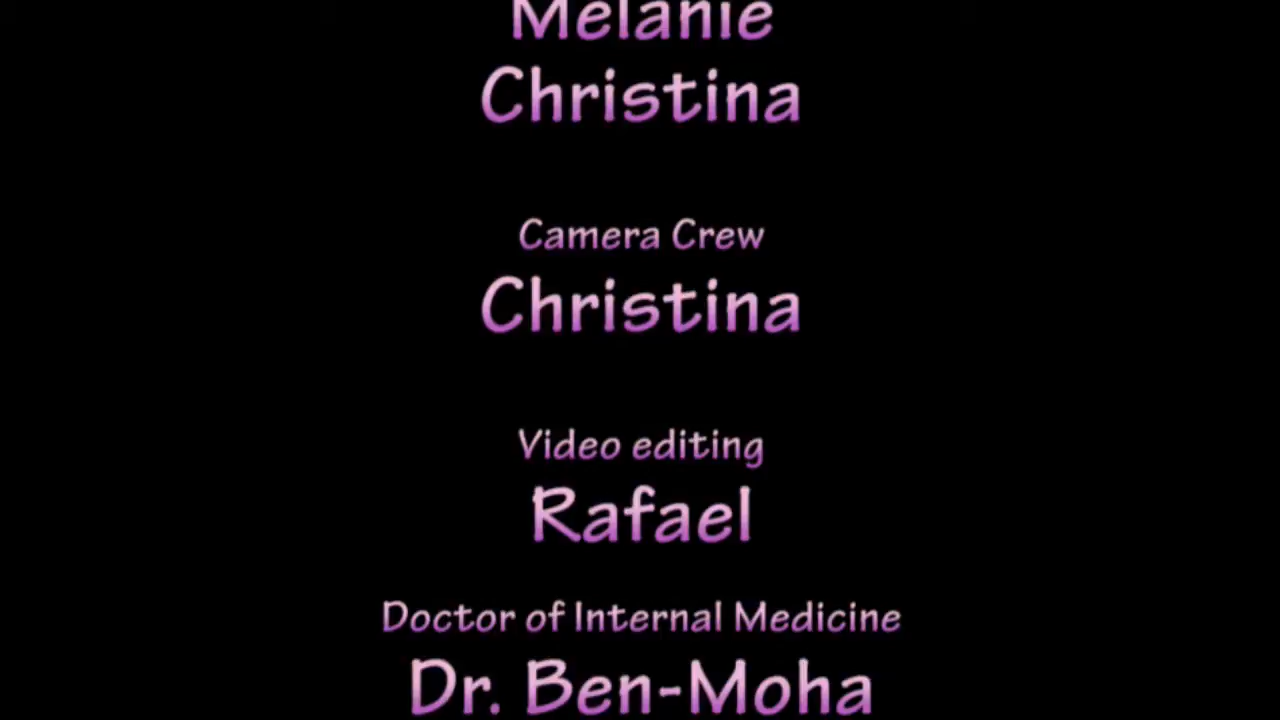 Melanie
Christina
Camera Crew
Christina
Video editing
Rafael
Doctor of Internal Medicine
Dr. Ben-Moha